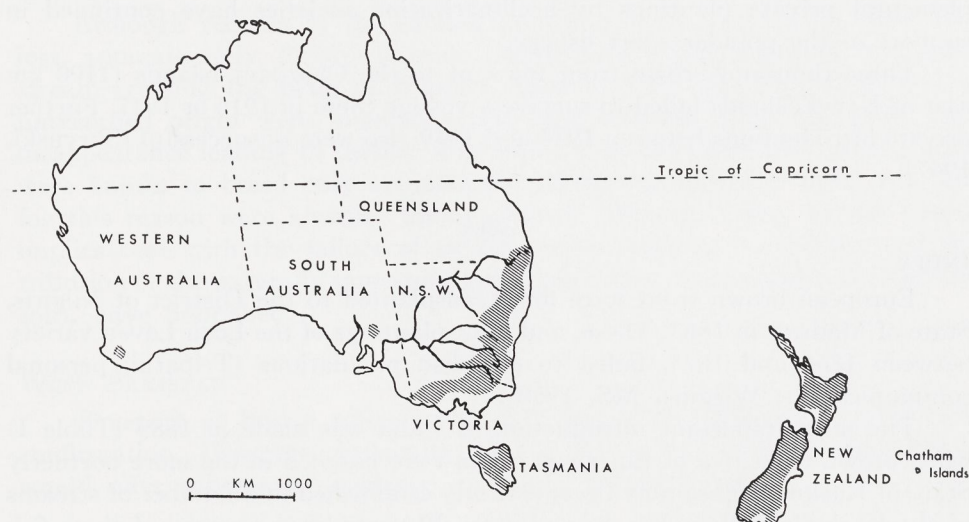 Tropic of Capricorn
QUEENSLAND
WESTERN
AUSTRALIA
SOUTH
AUSTRALIA
N.S.W.
VICTORIA
TASMANIA
NEW
ZEALAND
Chatham
Islands
0 KM 1000